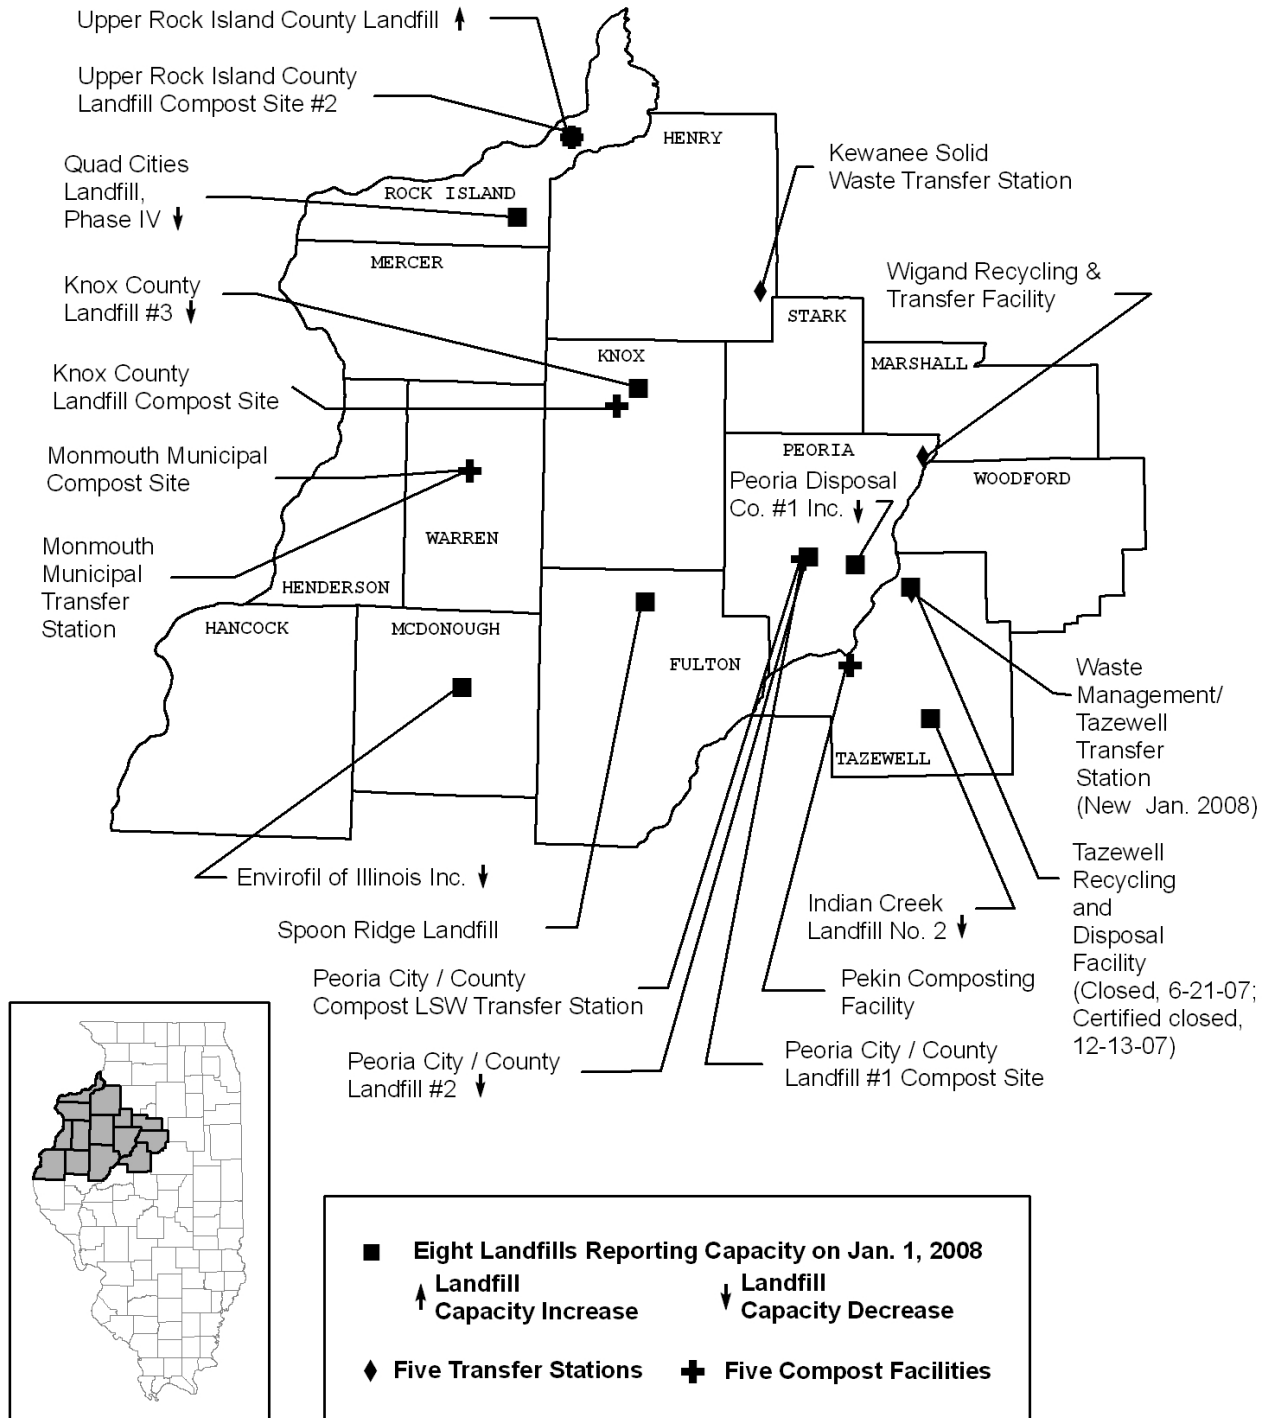 Upper Rock Island County Landfill
Upper Rock Island County
Landfill Compost Site #2
HENRY
Quad Cities
Landfill,
Phase IV
ROCK ISLAND
Kewanee Solid
Waste Transfer Station
MERCER
Knox County
Landfill #3
Wigand Recycling &
Transfer Facility
STARK
KNOX
MARSHALL
Knox County
Landfill Compost Site
Monmouth Municipal
Compost Site
PEORIA
Peoria Disposal
Co. #1 Inc.
WOODFORD
Monmouth
Municipal
Transfer
Station
WARREN
HENDERSON
HANCOCK
MCDONOUGH
FULTON
TAZEWELL
Waste
Management/
Tazewell
Transfer
Station
(New Jan. 2008)
Envirofil of Illinois Inc.
Spoon Ridge Landfill
Indian Creek
Landfill No. 2
Tazewell
Recycling
and
Disposal
Facility
(Closed, 6-21-07;
Certified closed,
12-13-07)
Peoria City / County
Compost LSW Transfer Station
Pekin Composting
Facility
Peoria City / County
Landfill #2
Peoria City / County
Landfill #1 Compost Site
Eight Landfills Reporting Capacity on Jan. 1, 2008
Landfill
Capacity Increase
Landfill
Capacity Decrease
Five Transfer Stations
Five Compost Facilities